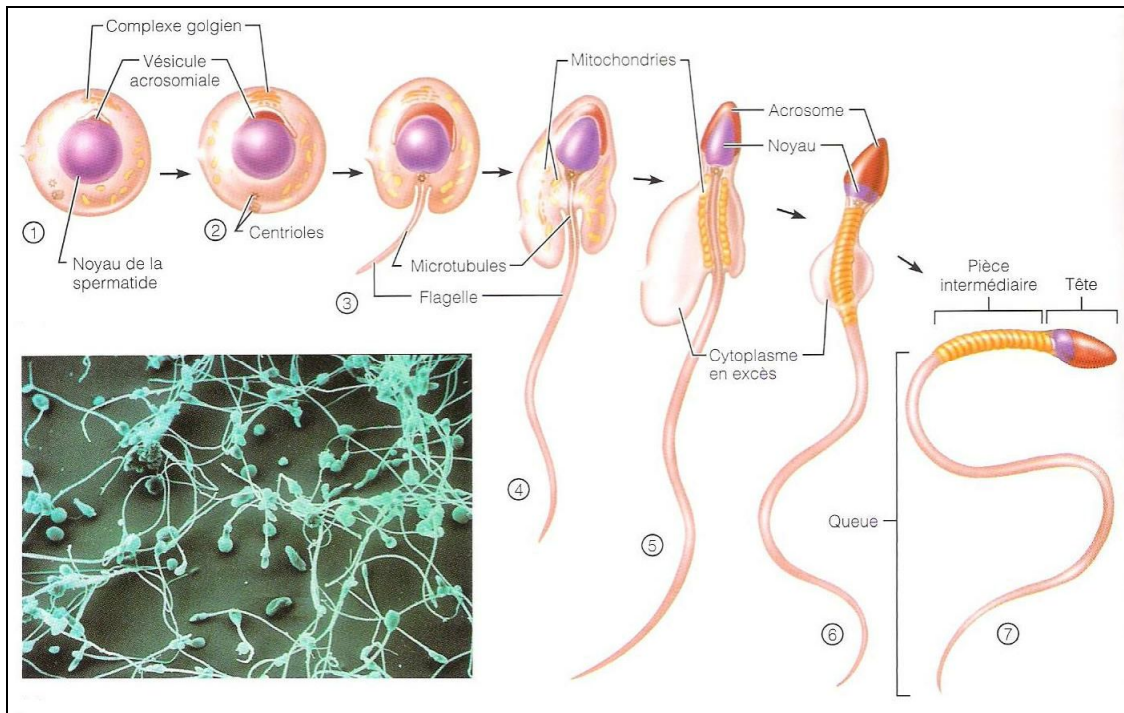 Complexe golgien
Vésicule
acrosomiale
①
Noyau de la
spermatide
②
Centrioles
③
Microtubules
Flagelle
Mitochondries
④
Acrosome
Noyau
⑤
Cytoplasme
en excès
⑥
Pièce
intermédiaire
Tête
Queue
⑦